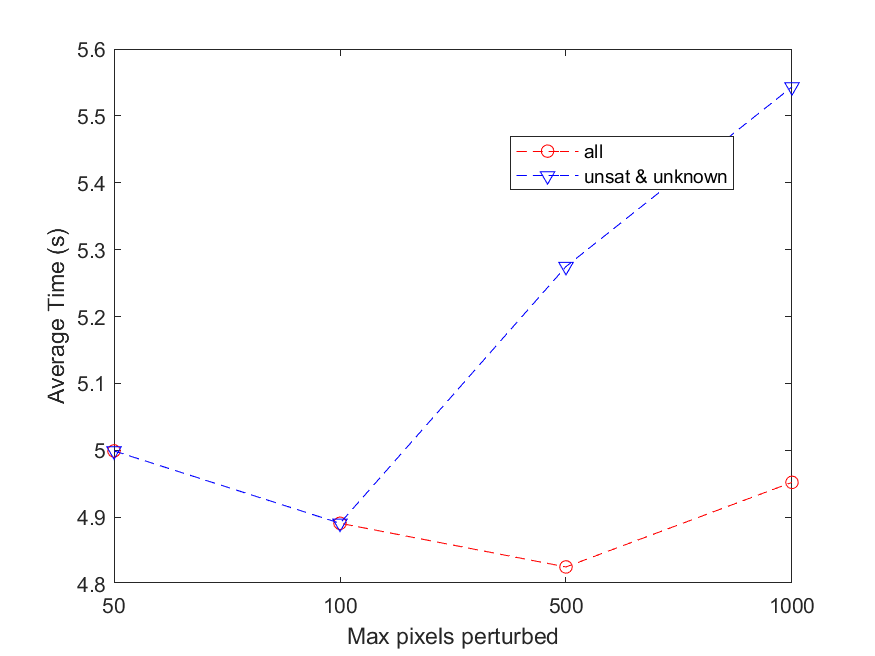 5.6
5.5
5.4
5.3
5.2
5.1
5
4.9
4.8
Average Time (s)
all
unsat & unknown
50 100 500 1000
Max pixels perturbed